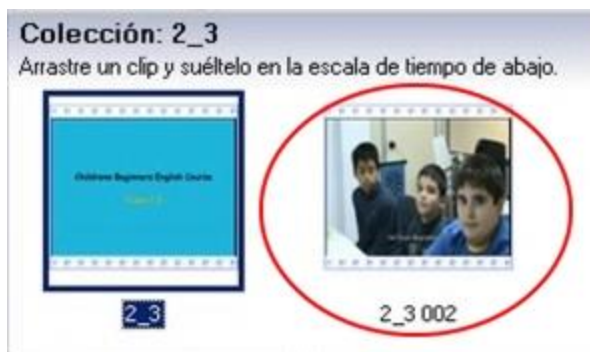 Colección: 2_3
Arrastre un clip y suéltelo en la escala de tiempo de abajo.
Childrens Beginners English Course
2_3
2_3 002